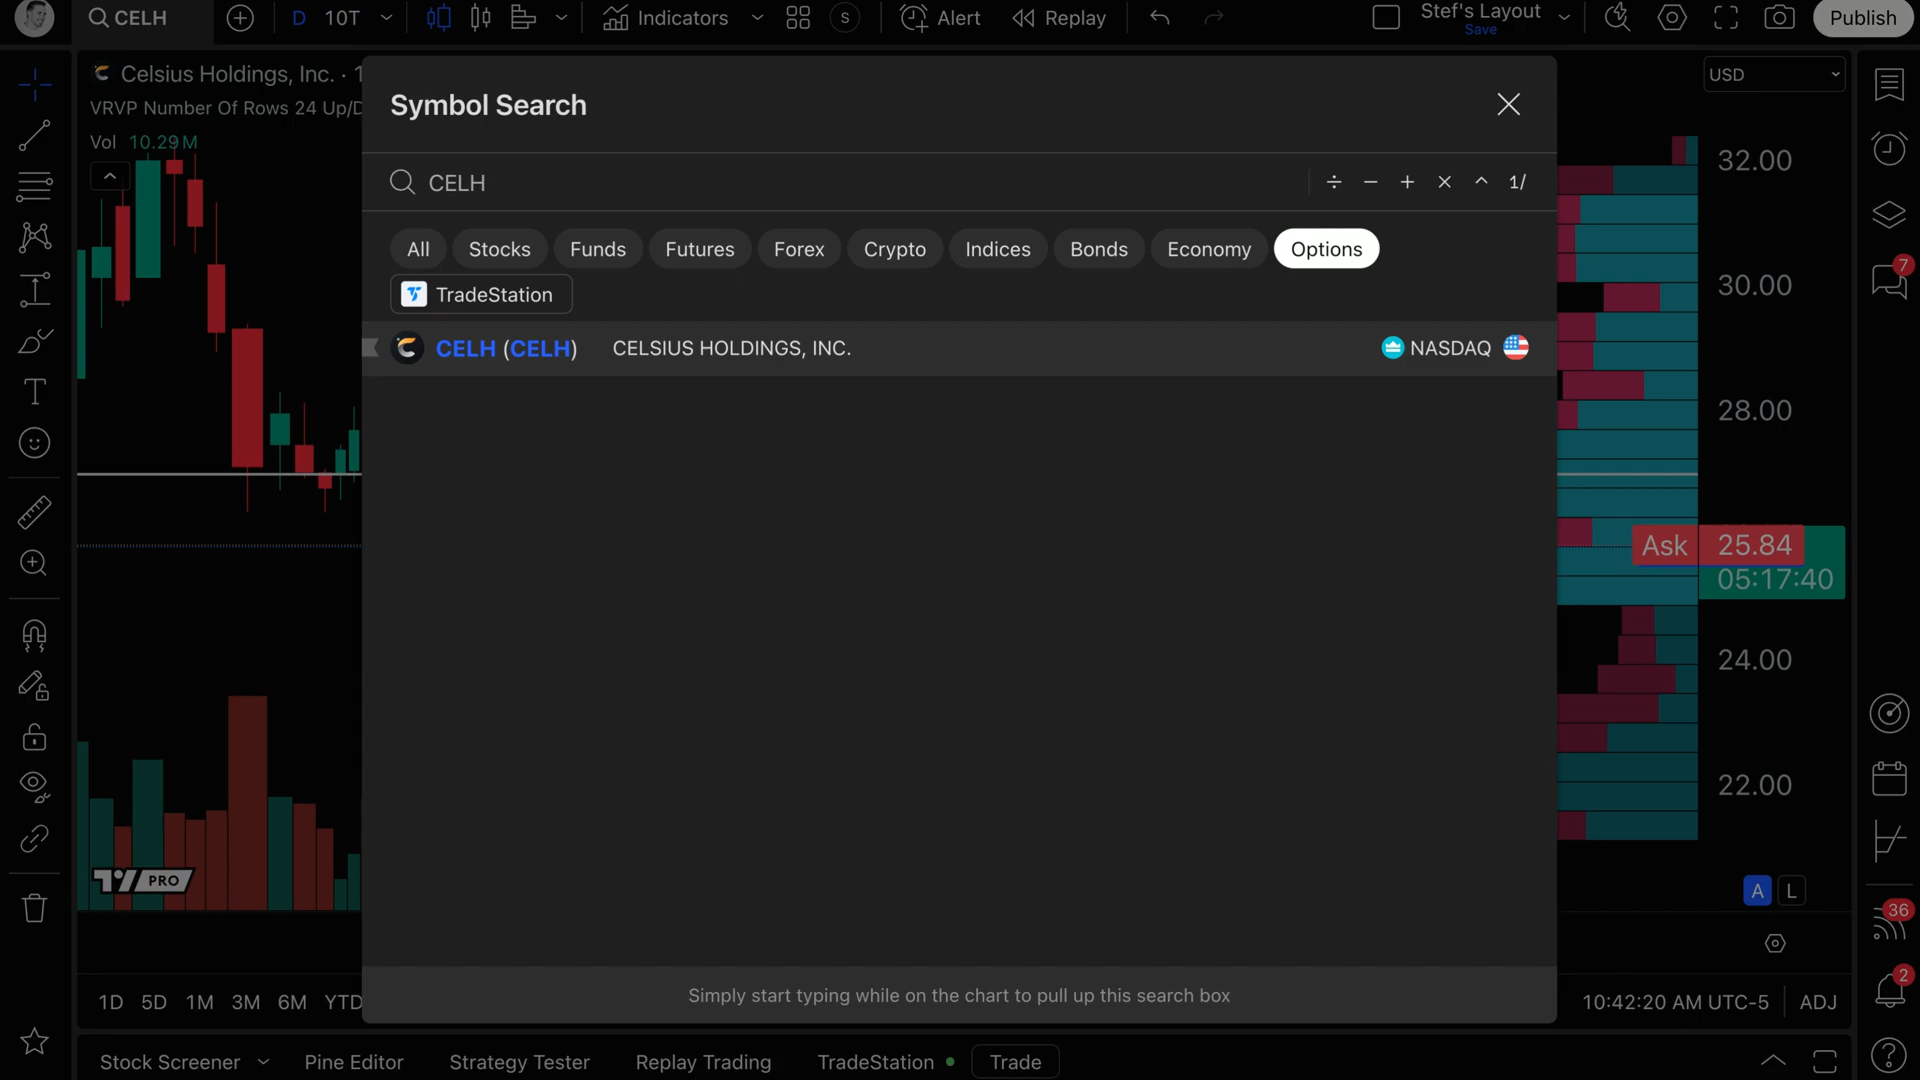 CELH
D 10T
Indicators
S
Alert
Replay
Stef's Layout
Save
Publish
Celsius Holdings, Inc. · 1
VRVP Number Of Rows 24 Up/D
Vol 10.29M
Symbol Search
USD
CELH
÷ − + × ^ 1/
All Stocks Funds Futures Forex Crypto Indices Bonds Economy Options
TradeStation
CELH (CELH) CELSIUS HOLDINGS, INC. NASDAQ
32.00
30.00
28.00
Ask 25.84
05:17:40
24.00
22.00
7
PRO
A L
36
2
Simply start typing while on the chart to pull up this search box
1D 5D 1M 3M 6M YTD
10:42:20 AM UTC-5 ADJ
Stock Screener Pine Editor Strategy Tester Replay Trading TradeStation Trade